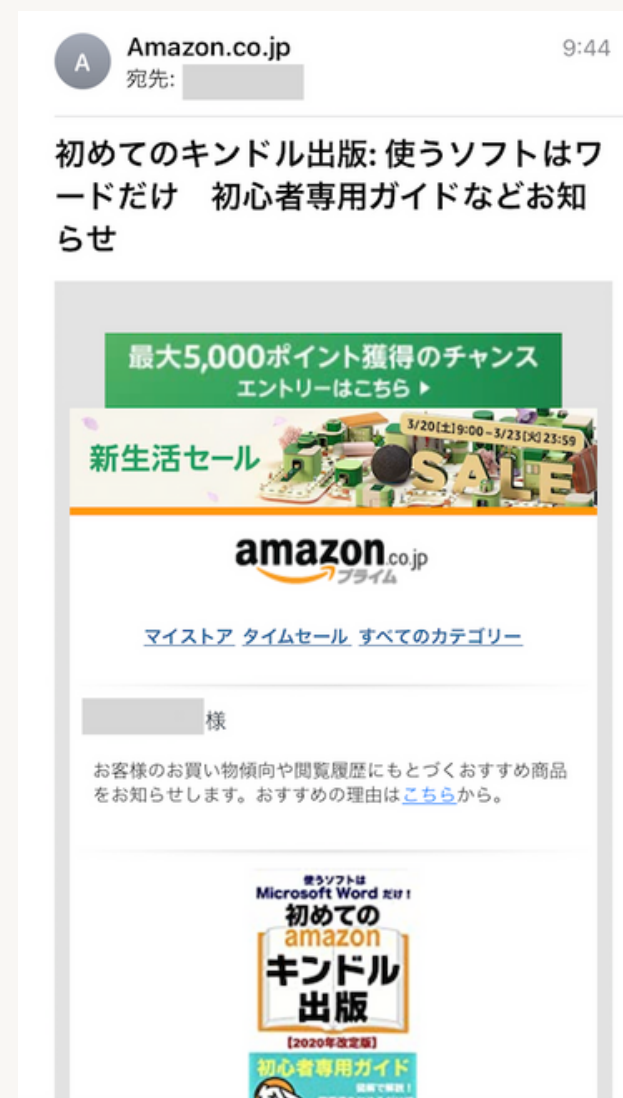 A
Amazon.co.jp
9:44
宛先:
初めてのキンドル出版: 使うソフトはワ
ードだけ　初心者専用ガイドなどお知
らせ
最大5,000ポイント獲得のチャンス
エントリーはこちら ▶
3/20[土]9:00-3/23[火]23:59
新生活セール
SALE
amazon.co.jp
プライム
マイストア タイムセール すべてのカテゴリー
様
お客様のお買い物傾向や閲覧履歴にもとづくおすすめ商品
をお知らせします。おすすめの理由はこちらから。
使うソフトは
Microsoft Word だけ！
初めての
amazon
キンドル
出版
【2020年改定版】
初心者専用ガイド
図解で解説！